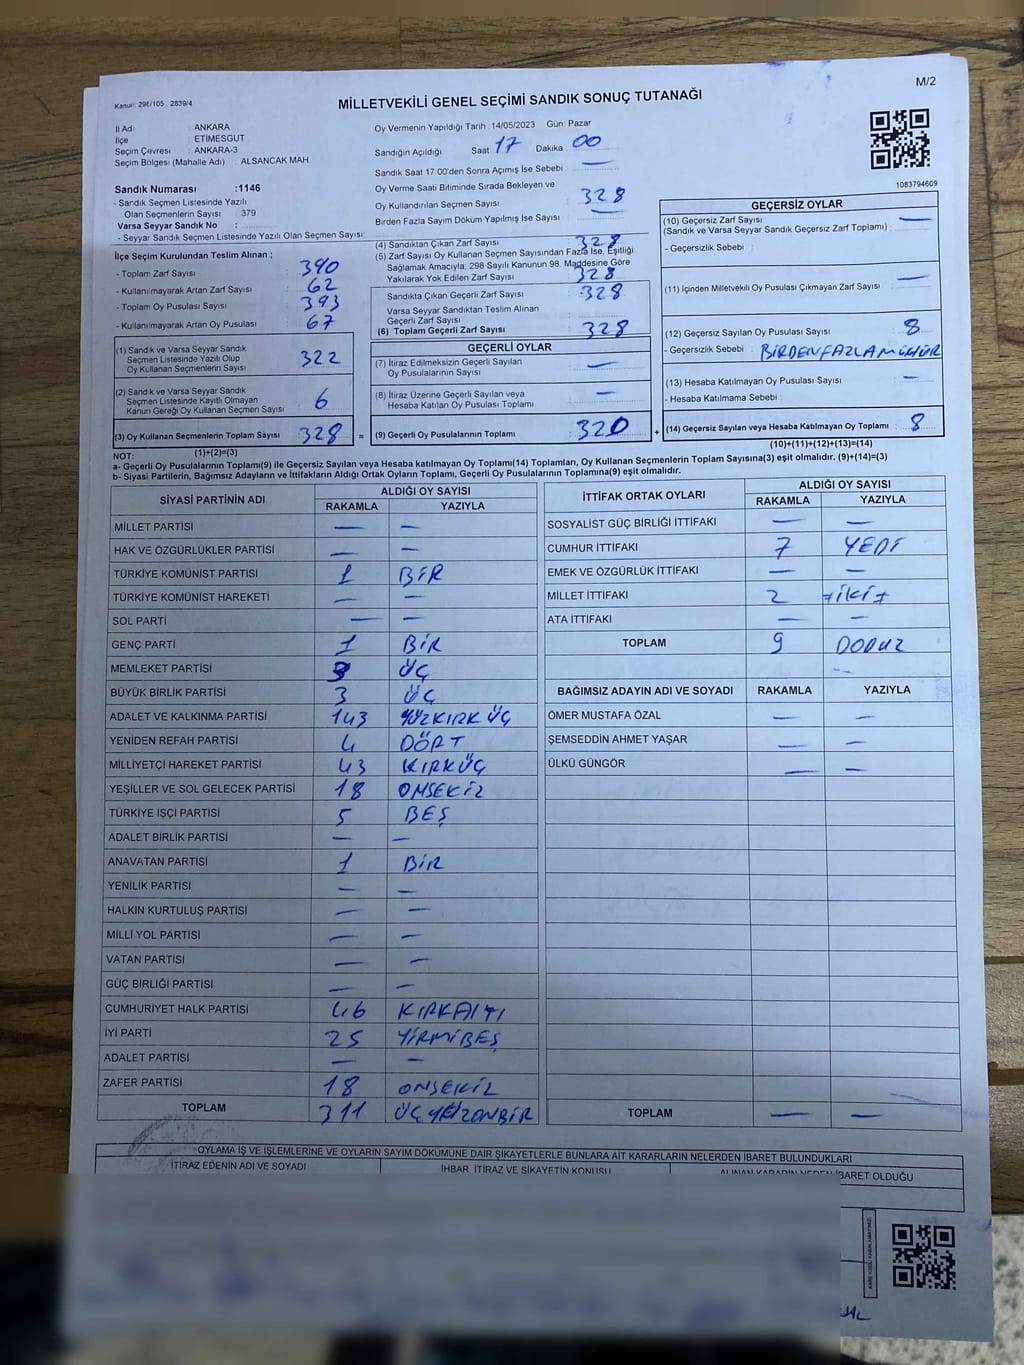 M/2
Kanun: 298/105 . 2839/4
MİLLETVEKİLİ GENEL SEÇİMİ SANDIK SONUÇ TUTANAĞI
İl Adı ANKARA
İlçe ETİMESGUT
Seçim Çevresi ANKARA-3
Seçim Bölgesi (Mahalle Adı) ALSANCAK MAH
Sandık Numarası :1146
- Sandık Seçmen Listesinde Yazılı
Olan Seçmenlerin Sayısı : 379
Varsa Seyyar Sandık No :
- Seyyar Sandık Seçmen Listesinde Yazılı Olan Seçmen Sayısı:
Oy Vermenin Yapıldığı Tarih :14/05/2023 Gün: Pazar
Sandığın Açıldığı Saat 17 Dakika 00
Sandık Saat 17.00'den Sonra Açılmış İse Sebebi : —
Oy Verme Saati Bitiminde Sırada Bekleyen ve
Oy Kullandırılan Seçmen Sayısı 328
Birden Fazla Sayım Döküm Yapılmış İse Sayısı —
1083794609
İlçe Seçim Kurulundan Teslim Alınan ;
- Toplam Zarf Sayısı 390
- Kullanılmayarak Artan Zarf Sayısı 62
- Toplam Oy Pusulası Sayısı 393
- Kullanılmayarak Artan Oy Pusulası 67
(1) Sandık ve Varsa Seyyar Sandık
Seçmen Listesinde Yazılı Olup
Oy Kullanan Seçmenlerin Sayısı 322
(2) Sandık ve Varsa Seyyar Sandık
Seçmen Listesinde Kayıtlı Olmayan
Kanun Gereği Oy Kullanan Seçmen Sayısı 6
(3) Oy Kullanan Seçmenlerin Toplam Sayısı 328 =
(1)+(2)=(3)
(4) Sandıktan Çıkan Zarf Sayısı 328
(5) Zarf Sayısı Oy Kullanan Seçmen Sayısından Fazla İse, Eşitliği
Sağlamak Amacıyla, 298 Sayılı Kanunun 98. Maddesine Göre
Yakılarak Yok Edilen Zarf Sayısı 328
Sandıkta Çıkan Geçerli Zarf Sayısı :328
Varsa Seyyar Sandıktan Teslim Alınan
Geçerli Zarf Sayısı
(6) Toplam Geçerli Zarf Sayısı 328
GEÇERLİ OYLAR
(7) İtiraz Edilmeksizin Geçerli Sayılan
Oy Pusulalarının Sayısı —
(8) İtiraz Üzerine Geçerli Sayılan veya
Hesaba Katılan Oy Pusulası Toplamı —
(9) Geçerli Oy Pusulalarının Toplamı 320 +
GEÇERSİZ OYLAR
(10) Geçersiz Zarf Sayısı —
(Sandık ve Varsa Seyyar Sandık Geçersiz Zarf Toplamı) :
- Geçersizlik Sebebi :
(11) İçinden Milletvekili Oy Pusulası Çıkmayan Zarf Sayısı —
(12) Geçersiz Sayılan Oy Pusulası Sayısı 8
- Geçersizlik Sebebi : BİRDEN FAZLA MÜHÜR
(13) Hesaba Katılmayan Oy Pusulası Sayısı —
- Hesaba Katılmama Sebebi :
(14) Geçersiz Sayılan veya Hesaba Katılmayan Oy Toplamı : 8
(10)+(11)+(12)+(13)=(14)
NOT:
a- Geçerli Oy Pusulalarının Toplamı(9) ile Geçersiz Sayılan veya Hesaba katılmayan Oy Toplamı(14) Toplamları, Oy Kullanan Seçmenlerin Toplam Sayısına(3) eşit olmalıdır. (9)+(14)=(3)
b- Siyasi Partilerin, Bağımsız Adayların ve İttifakların Aldığı Ortak Oyların Toplamı, Geçerli Oy Pusulalarının Toplamına(9) eşit olmalıdır.
SİYASİ PARTİNİN ADI ALDIĞI OY SAYISI
RAKAMLA YAZIYLA
MİLLET PARTİSİ — —
HAK VE ÖZGÜRLÜKLER PARTİSİ — —
TÜRKİYE KOMÜNİST PARTİSİ 1 BİR
TÜRKİYE KOMÜNİST HAREKETİ — —
SOL PARTİ — —
GENÇ PARTİ 1 BİR
MEMLEKET PARTİSİ 3 ÜÇ
BÜYÜK BİRLİK PARTİSİ 3 ÜÇ
ADALET VE KALKINMA PARTİSİ 143 YÜZKIRK ÜÇ
YENİDEN REFAH PARTİSİ 4 DÖRT
MİLLİYETÇİ HAREKET PARTİSİ 43 KIRKÜÇ
YEŞİLLER VE SOL GELECEK PARTİSİ 18 ONSEKİZ
TÜRKİYE İŞÇİ PARTİSİ 5 BEŞ
ADALET BİRLİK PARTİSİ — —
ANAVATAN PARTİSİ 1 BİR
YENİLİK PARTİSİ — —
HALKIN KURTULUŞ PARTİSİ — —
MİLLİ YOL PARTİSİ — —
VATAN PARTİSİ — —
GÜÇ BİRLİĞİ PARTİSİ — —
CUMHURİYET HALK PARTİSİ 46 KIRKALTI
İYİ PARTİ 25 YİRMİBEŞ
ADALET PARTİSİ — —
ZAFER PARTİSİ 18 ONSEKİZ
TOPLAM 311 ÜÇYÜZONBİR
İTTİFAK ORTAK OYLARI ALDIĞI OY SAYISI
RAKAMLA YAZIYLA
SOSYALİST GÜÇ BİRLİĞİ İTTİFAKI — —
CUMHUR İTTİFAKI 7 YEDİ
EMEK VE ÖZGÜRLÜK İTTİFAKI — —
MİLLET İTTİFAKI 2 İKİ
ATA İTTİFAKI — —
TOPLAM 9 DOKUZ
BAĞIMSIZ ADAYIN ADI VE SOYADI RAKAMLA YAZIYLA
ÖMER MUSTAFA ÖZAL — —
ŞEMSEDDİN AHMET YAŞAR — —
ÜLKÜ GÜNGÖR — —
TOPLAM — —
OYLAMA İŞ VE İŞLEMLERİNE VE OYLARIN SAYIM DÖKÜMÜNE DAİR ŞİKAYETLERLE BUNLARA AİT KARARLARIN NELERDEN İBARET BULUNDUKLARI
İTİRAZ EDENİN ADI VE SOYADI İHBAR, İTİRAZ VE ŞİKAYETİN KONUSU ALINAN KARARIN NEDEN İBARET OLDUĞU